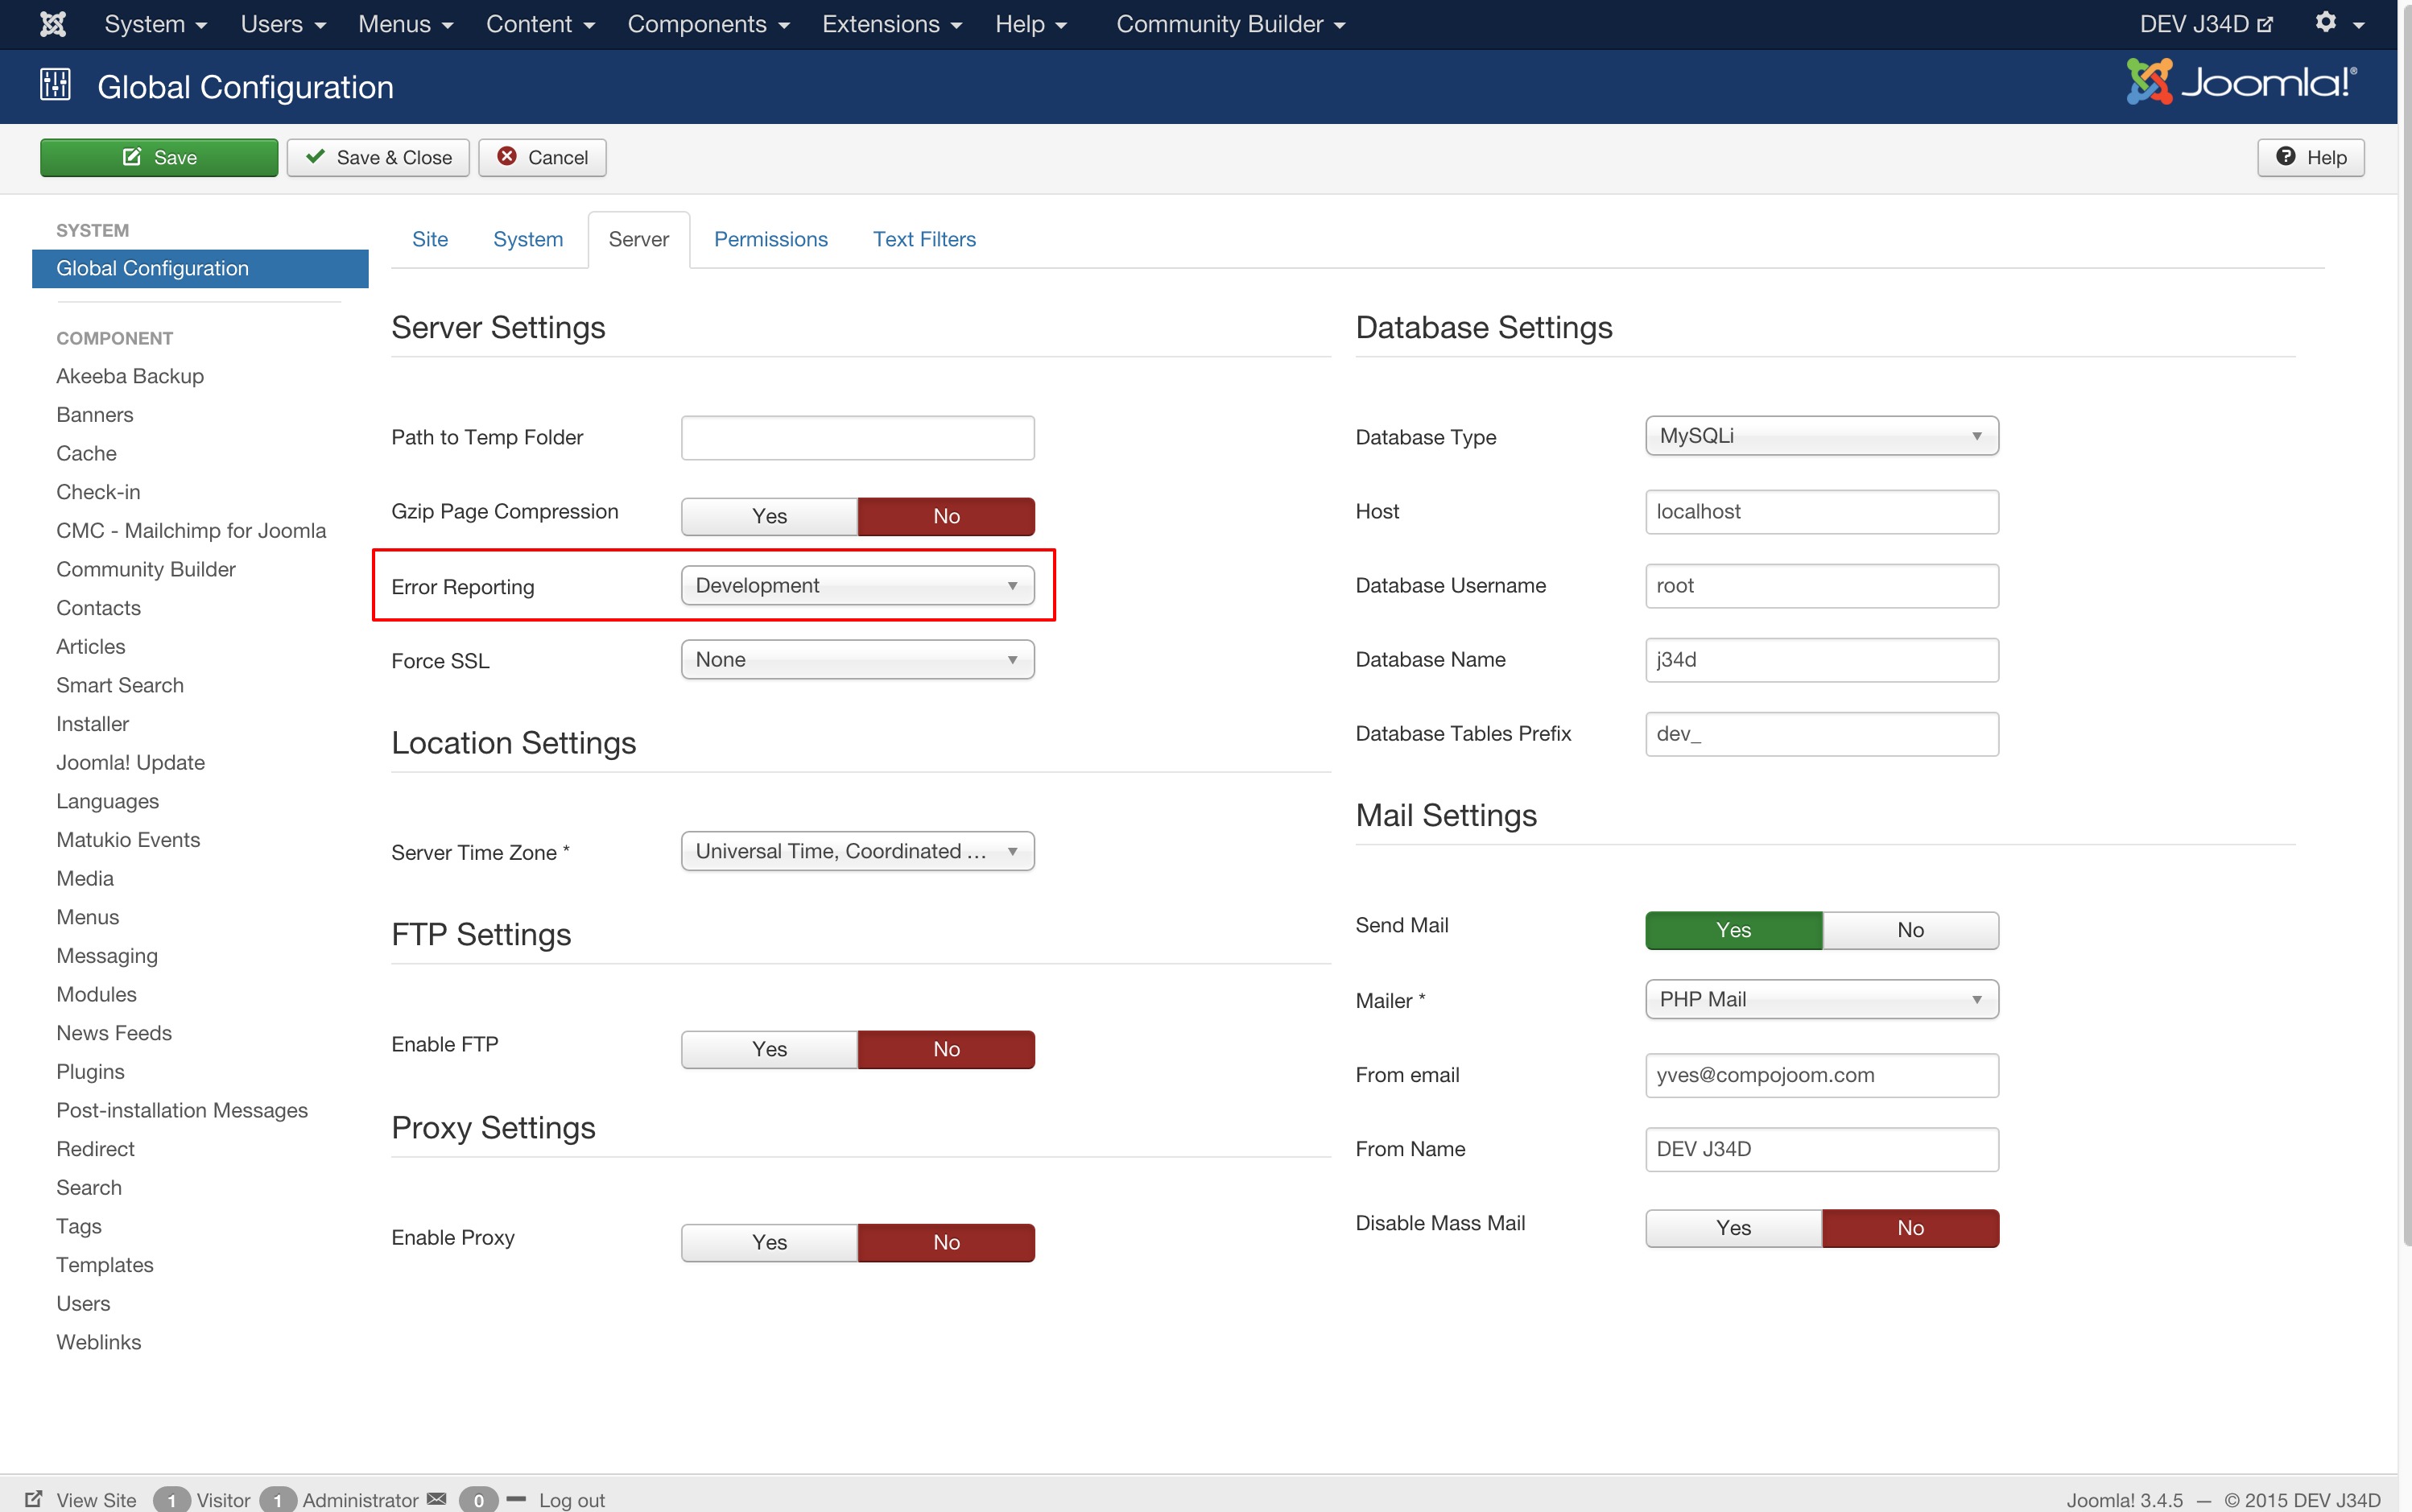 System Users Menus Content Components Extensions Help Community Builder DEV J34D
Global Configuration
Joomla!®
Save Save & Close Cancel Help
SYSTEM
Global Configuration
COMPONENT
Akeeba Backup
Banners
Cache
Check-in
CMC - Mailchimp for Joomla
Community Builder
Contacts
Articles
Smart Search
Installer
Joomla! Update
Languages
Matukio Events
Media
Menus
Messaging
Modules
News Feeds
Plugins
Post-installation Messages
Redirect
Search
Tags
Templates
Users
Weblinks
Site System Server Permissions Text Filters
Server Settings
Path to Temp Folder
Gzip Page Compression Yes No
Error Reporting Development
Force SSL None
Location Settings
Server Time Zone * Universal Time, Coordinated ...
FTP Settings
Enable FTP Yes No
Proxy Settings
Enable Proxy Yes No
Database Settings
Database Type MySQLi
Host localhost
Database Username root
Database Name j34d
Database Tables Prefix dev_
Mail Settings
Send Mail Yes No
Mailer * PHP Mail
From email yves@compojoom.com
From Name DEV J34D
Disable Mass Mail Yes No
View Site 1 Visitor 1 Administrator 0 Log out
Joomla! 3.4.5 — © 2015 DEV J34D